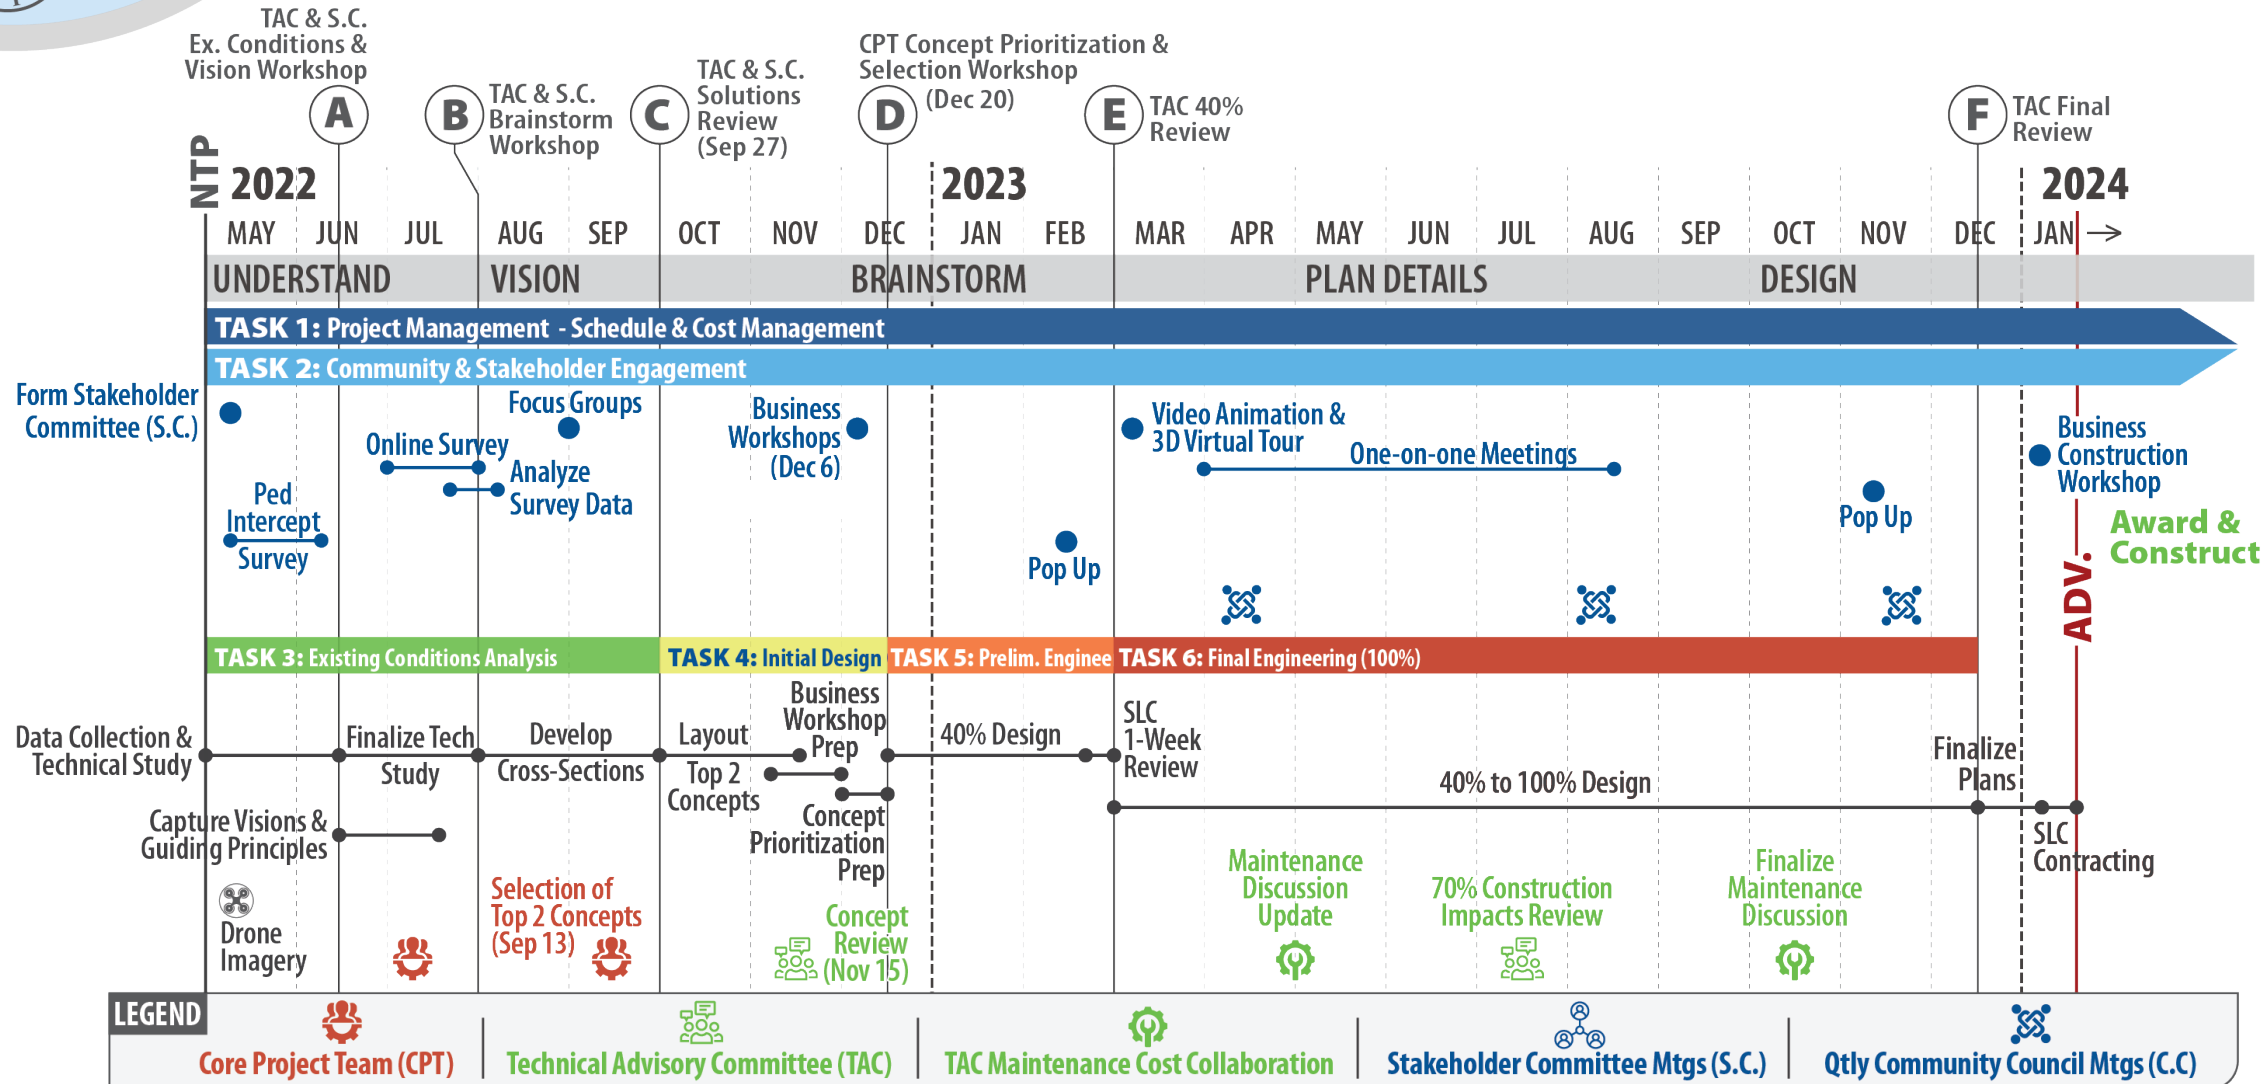 TAC & S.C.
Ex. Conditions &
Vision Workshop
A
B
TAC & S.C.
Brainstorm
Workshop
C
TAC & S.C.
Solutions
Review
(Sep 27)
CPT Concept Prioritization &
Selection Workshop
(Dec 20)
D
E
TAC 40%
Review
F
TAC Final
Review
NTP
2022
2023
2024
MAY JUN JUL AUG SEP OCT NOV DEC JAN FEB MAR APR MAY JUN JUL AUG SEP OCT NOV DEC JAN →
UNDERSTAND VISION BRAINSTORM PLAN DETAILS DESIGN
TASK 1: Project Management - Schedule & Cost Management
TASK 2: Community & Stakeholder Engagement
Form Stakeholder
Committee (S.C.)
Ped
Intercept
Survey
Online Survey
Analyze
Survey Data
Focus Groups
Business
Workshops
(Dec 6)
Pop Up
Video Animation &
3D Virtual Tour
One-on-one Meetings
Pop Up
Business
Construction
Workshop
Award &
Construct
ADV.
TASK 3: Existing Conditions Analysis
TASK 4: Initial Design
TASK 5: Prelim. Enginee
TASK 6: Final Engineering (100%)
Data Collection &
Technical Study
Finalize Tech
Study
Develop
Cross-Sections
Layout
Top 2
Concepts
Business
Workshop
Prep
Concept
Prioritization
Prep
40% Design
SLC
1-Week
Review
40% to 100% Design
Finalize
Plans
SLC
Contracting
Capture Visions &
Guiding Principles
Drone
Imagery
Selection of
Top 2 Concepts
(Sep 13)
Concept
Review
(Nov 15)
Maintenance
Discussion
Update
70% Construction
Impacts Review
Finalize
Maintenance
Discussion
LEGEND
Core Project Team (CPT)
Technical Advisory Committee (TAC)
TAC Maintenance Cost Collaboration
Stakeholder Committee Mtgs (S.C.)
Qtly Community Council Mtgs (C.C)